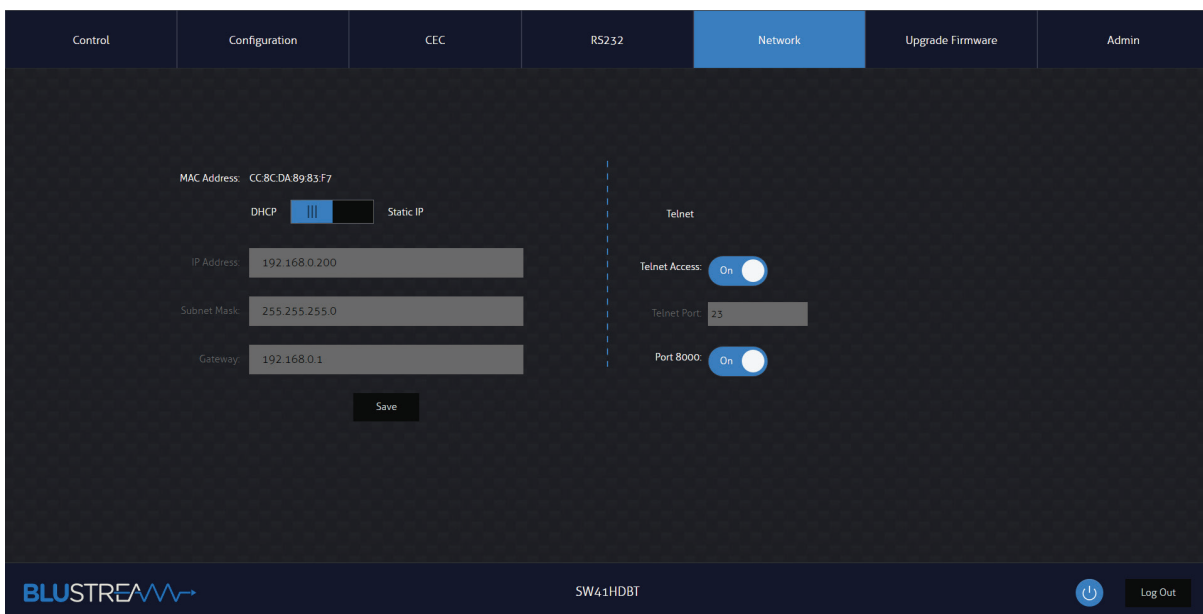 Control Configuration CEC RS232 Network Upgrade Firmware Admin
MAC Address: CC:8C:DA:89:83:F7
DHCP Static IP
IP Address: 192.168.0.200
Subnet Mask: 255.255.255.0
Gateway: 192.168.0.1
Save
Telnet
Telnet Access: On
Telnet Port: 23
Port 8000: On
BLUSTREAM SW41HDBT Log Out